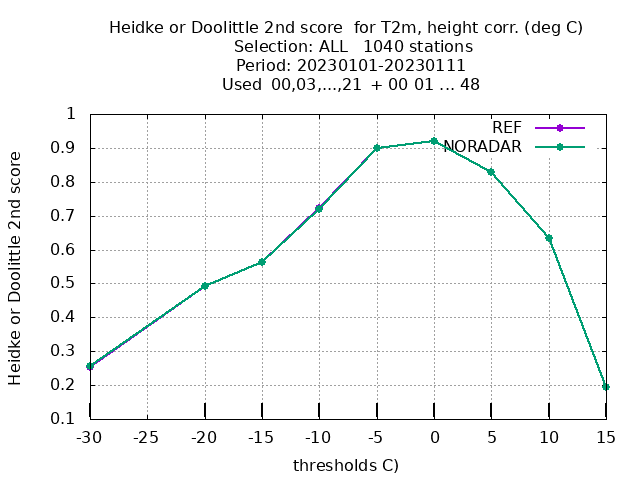 Heidke or Doolittle 2nd score  for T2m, height corr. (deg C)
Selection: ALL   1040 stations
Period: 20230101-20230111
Used  00,03,...,21  + 00 01 ... 48
REF
NORADAR
Heidke or Doolittle 2nd score
1
0.9
0.8
0.7
0.6
0.5
0.4
0.3
0.2
0.1
-30 -25 -20 -15 -10 -5 0 5 10 15
thresholds C)